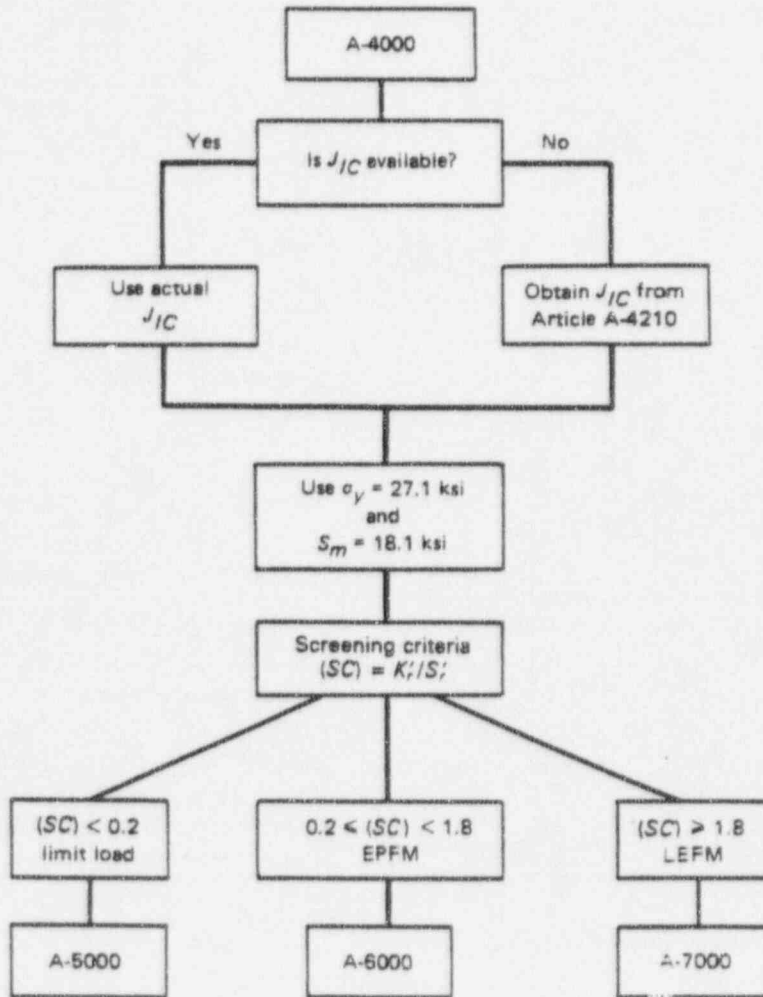 A-4000
Yes
Is J_IC available?
No
Use actual
J_IC
Obtain J_IC from
Article A-4210
Use σ_y = 27.1 ksi
and
S_m = 18.1 ksi
Screening criteria
(SC) = K_r'/S_r'
(SC) < 0.2
limit load
0.2 ⩽ (SC) < 1.8
EPFM
(SC) ⩾ 1.8
LEFM
A-5000
A-6000
A-7000